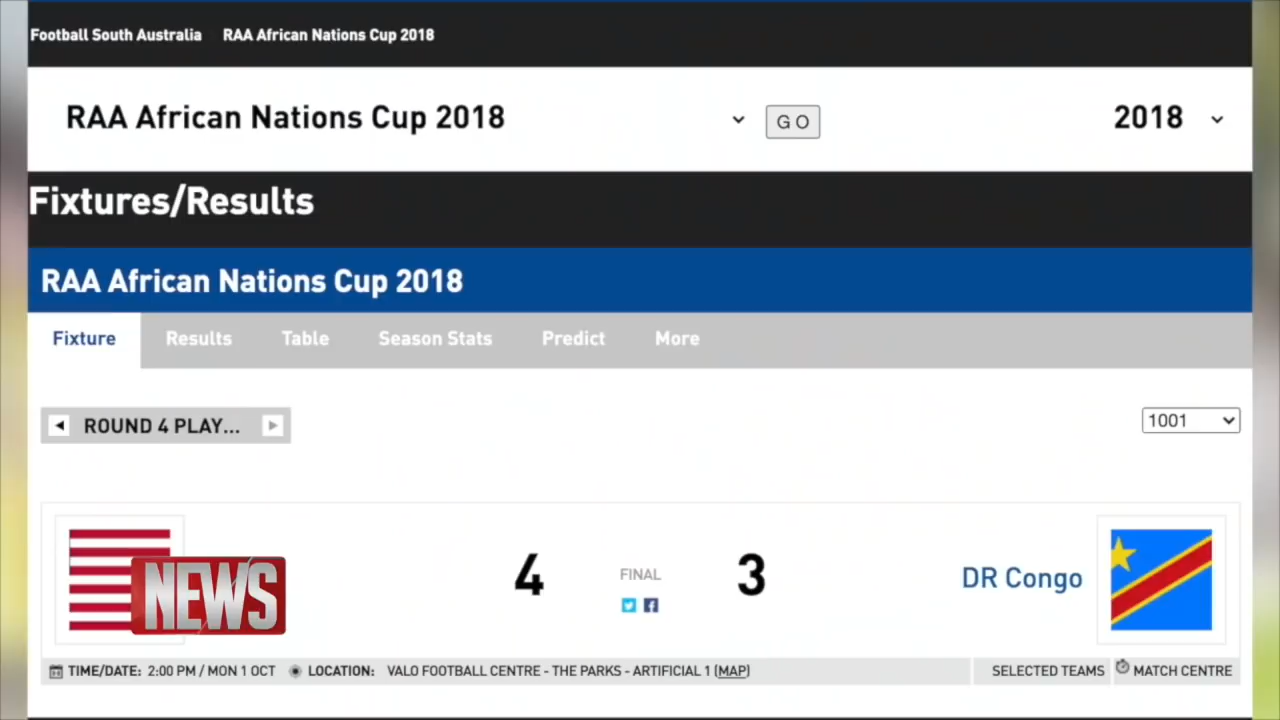 Football South Australia RAA African Nations Cup 2018
RAA African Nations Cup 2018 GO 2018
Fixtures/Results
RAA African Nations Cup 2018
Fixture Results Table Season Stats Predict More
ROUND 4 PLAY... 1001
4 FINAL 3 DR Congo
NEWS
TIME/DATE: 2:00 PM / MON 1 OCT LOCATION: VALO FOOTBALL CENTRE - THE PARKS - ARTIFICIAL 1 (MAP) SELECTED TEAMS MATCH CENTRE